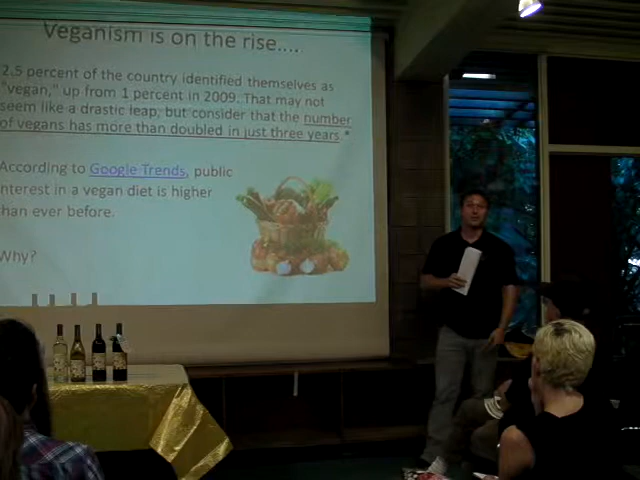 Veganism is on the rise....
2.5 percent of the country identified themselves as
"vegan," up from 1 percent in 2009. That may not
seem like a drastic leap, but consider that the number
of vegans has more than doubled in just three years.*
According to Google Trends, public
nterest in a vegan diet is higher
than ever before.
Why?